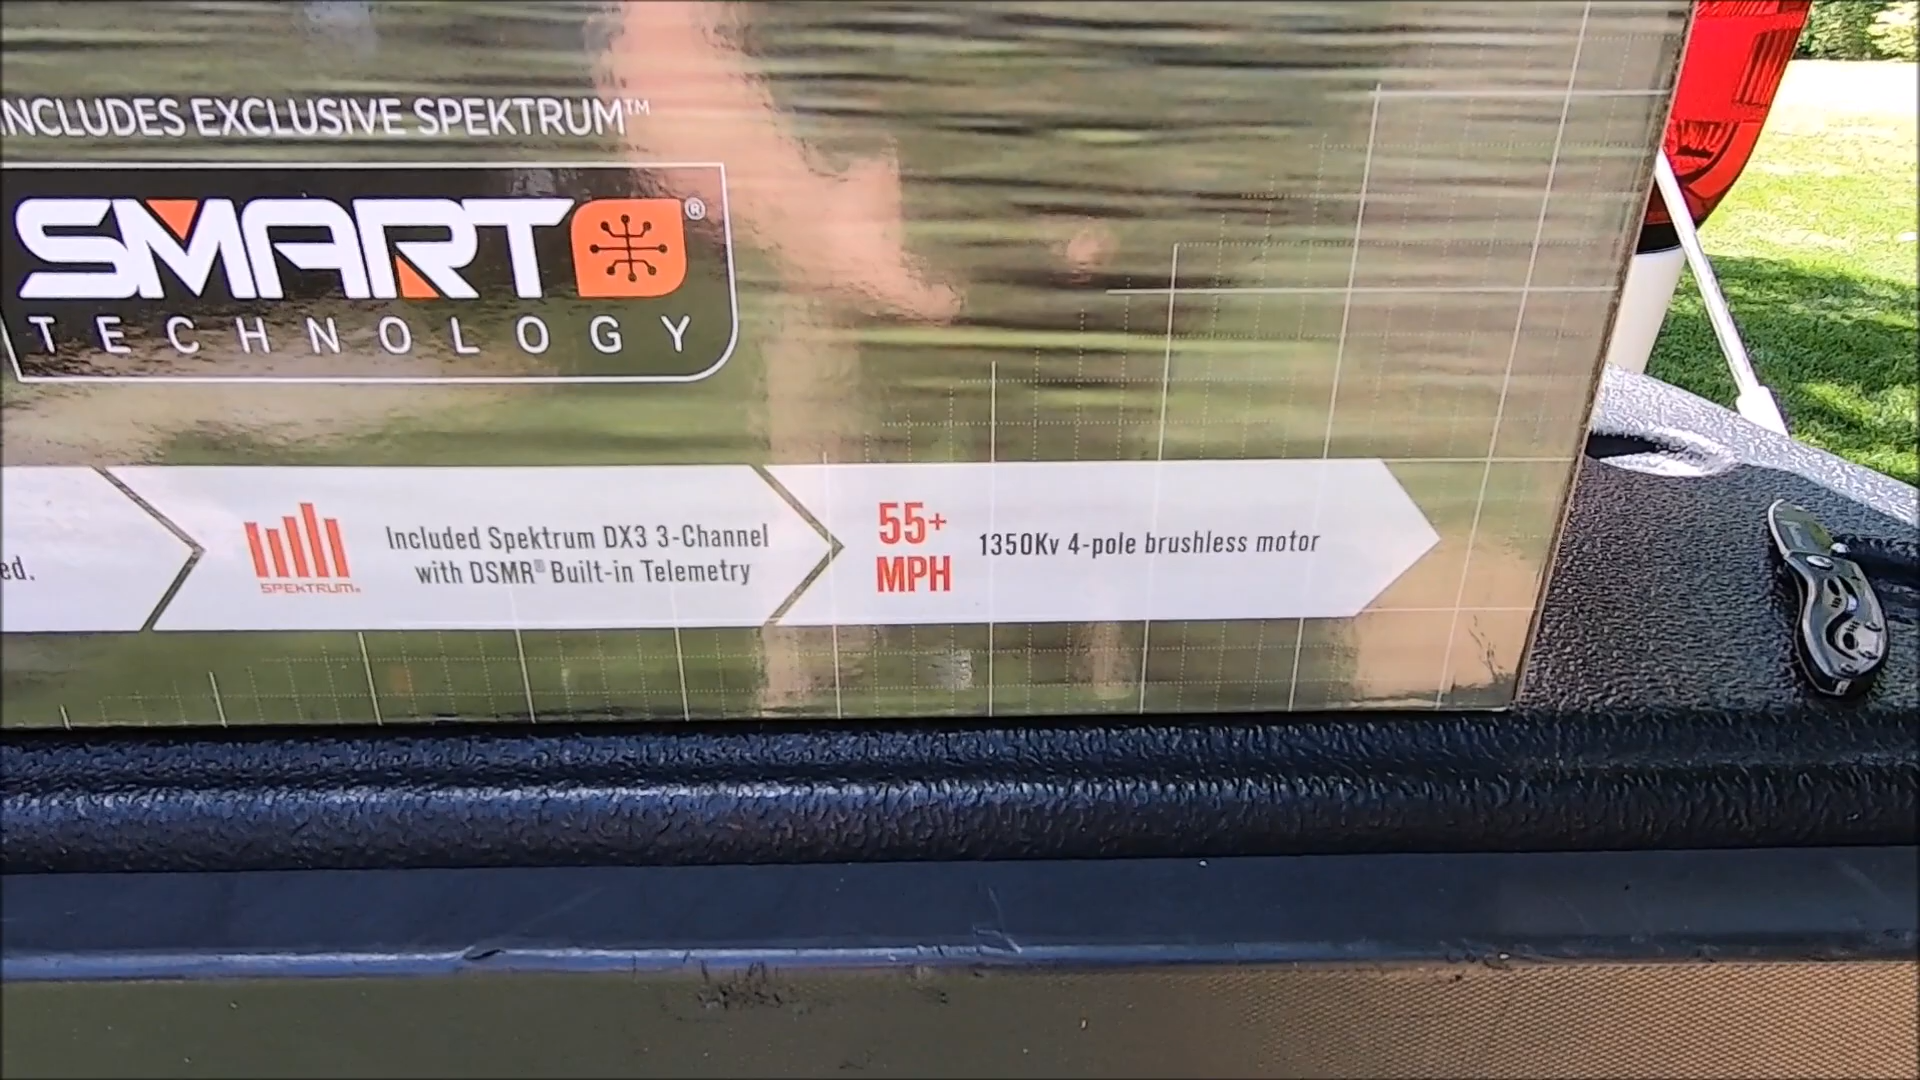 INCLUDES EXCLUSIVE SPEKTRUM™
SMART®
TECHNOLOGY
ed.
SPEKTRUM®
Included Spektrum DX3 3-Channel
with DSMR® Built-in Telemetry
55+
MPH
1350Kv 4-pole brushless motor